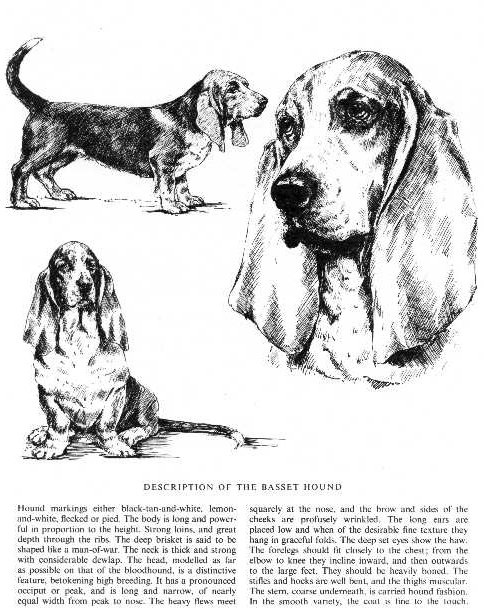 DESCRIPTION OF THE BASSET HOUND
Hound markings either black-tan-and-white, lemon-
and-white, flecked or pied. The body is long and power-
ful in proportion to the height. Strong loins, and great
depth through the ribs. The deep brisket is said to be
shaped like a man-of-war. The neck is thick and strong
with considerable dewlap. The head, modelled as far
as possible on that of the bloodhound, is a distinctive
feature, betokening high breeding. It has a pronounced
occiput or peak, and is long and narrow, of nearly
equal width from peak to nose. The heavy flews meet
squarely at the nose, and the brow and sides of the
cheeks are profusely wrinkled. The long ears are
placed low and when of the desirable fine texture they
hang in graceful folds. The deep set eyes show the haw.
The forelegs should fit closely to the chest; from the
elbow to knee they incline inward, and then outwards
to the large feet. They should be heavily boned. The
stifles and hocks are well bent, and the thighs muscular.
The stern, coarse underneath, is carried hound fashion.
In the smooth variety, the coat is fine to the touch.